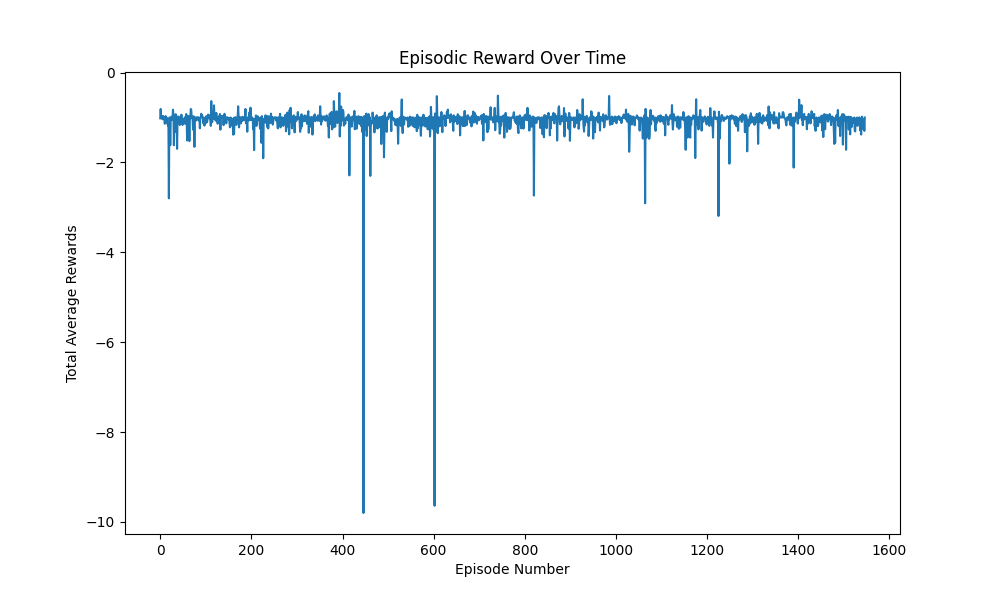 Episodic Reward Over Time
Total Average Rewards
0
−2
−4
−6
−8
−10
0 200 400 600 800 1000 1200 1400 1600
Episode Number